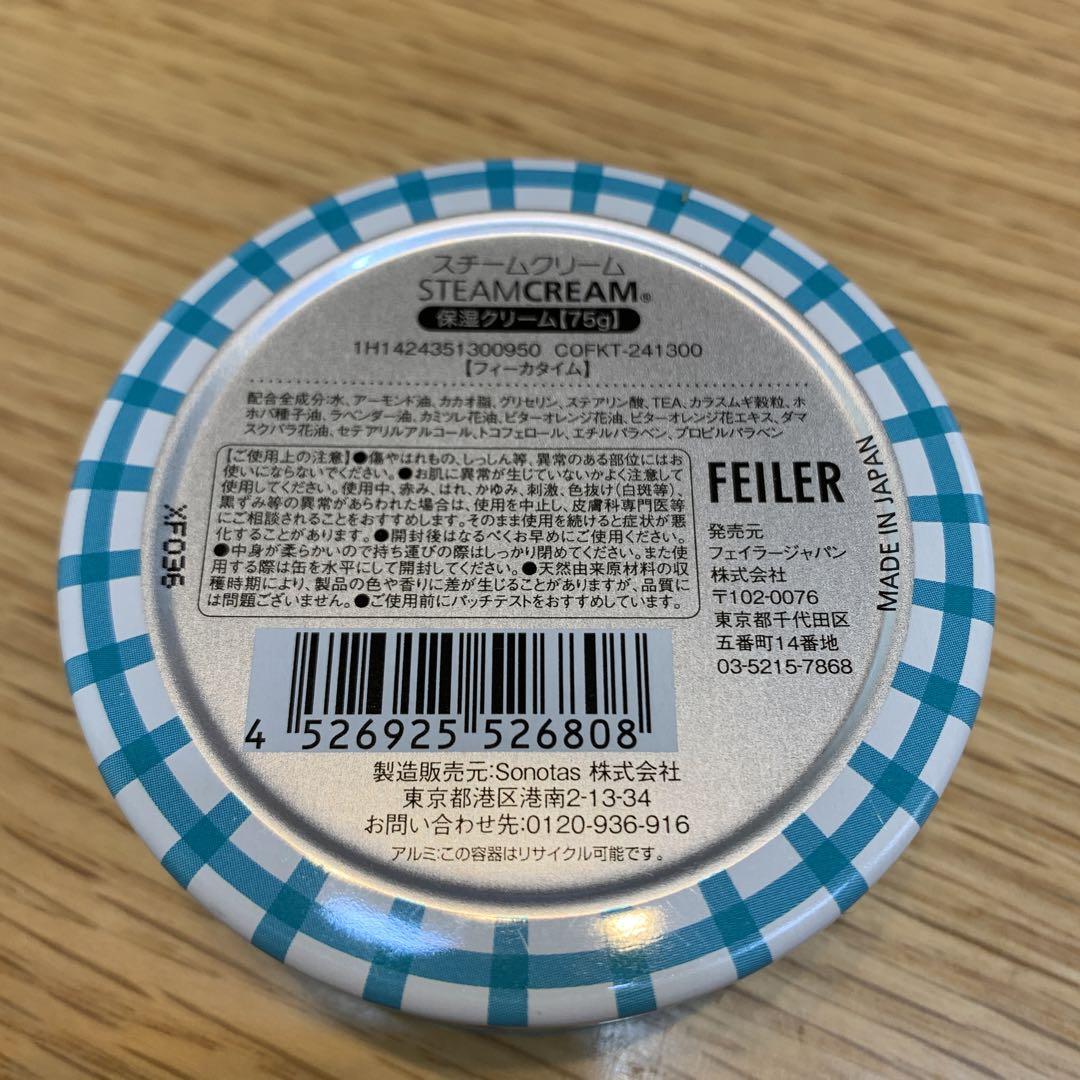 スチームクリーム
STEAMCREAM®
保湿クリーム【75g】
1H1424351300950 COFKT-241300
【フィーカタイム】
配合全成分:水、アーモンド油、カカオ脂、グリセリン、ステアリン酸、TEA、カラスムギ穀粒、ホ
ホバ種子油、ラベンダー油、カミツレ花油、ビターオレンジ花油、ビターオレンジ花エキス、ダマ
スクバラ花油、セテアリルアルコール、トコフェロール、エチルパラベン、プロピルパラベン
【ご使用上の注意】●傷やはれもの、しっしん等、異常のある部位にはお
使いにならないでください。●お肌に異常が生じていないかよく注意して
使用してください。使用中、赤み、はれ、かゆみ、刺激、色抜け(白斑等)、
黒ずみ等の異常があらわれた場合は、使用を中止し、皮膚科専門医等
にご相談されることをおすすめします。そのまま使用を続けると症状が悪
化することがあります。●開封後はなるべくお早めにご使用ください。
●中身が柔らかいので持ち運びの際はしっかり閉めてください。また使
用する際は缶を水平にして開封してください。●天然由来原材料の収
穫時期により、製品の色や香りに差が生じることがありますが、品質に
は問題ございません。●ご使用前にパッチテストをおすすめしています。
FEILER
発売元
フェイラージャパン
株式会社
〒102-0076
東京都千代田区
五番町14番地
03-5215-7868
MADE IN JAPAN
XF036
4 526925 526808
製造販売元:Sonotas 株式会社
東京都港区港南2-13-34
お問い合わせ先:0120-936-916
アルミ:この容器はリサイクル可能です。